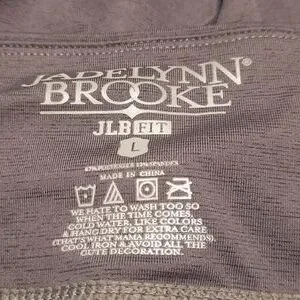 JADELYNN®
BROOKE
JLB FIT
L
MADE IN CHINA
WE HATE TO WASH TOO SO
WHEN THE TIME COMES,
COLD WATER, LIKE COLORS
& HANG DRY FOR EXTRA CARE
(THAT'S WHAT MAMA RECOMMENDS).
COOL IRON & AVOID ALL THE
CUTE DECORATION.